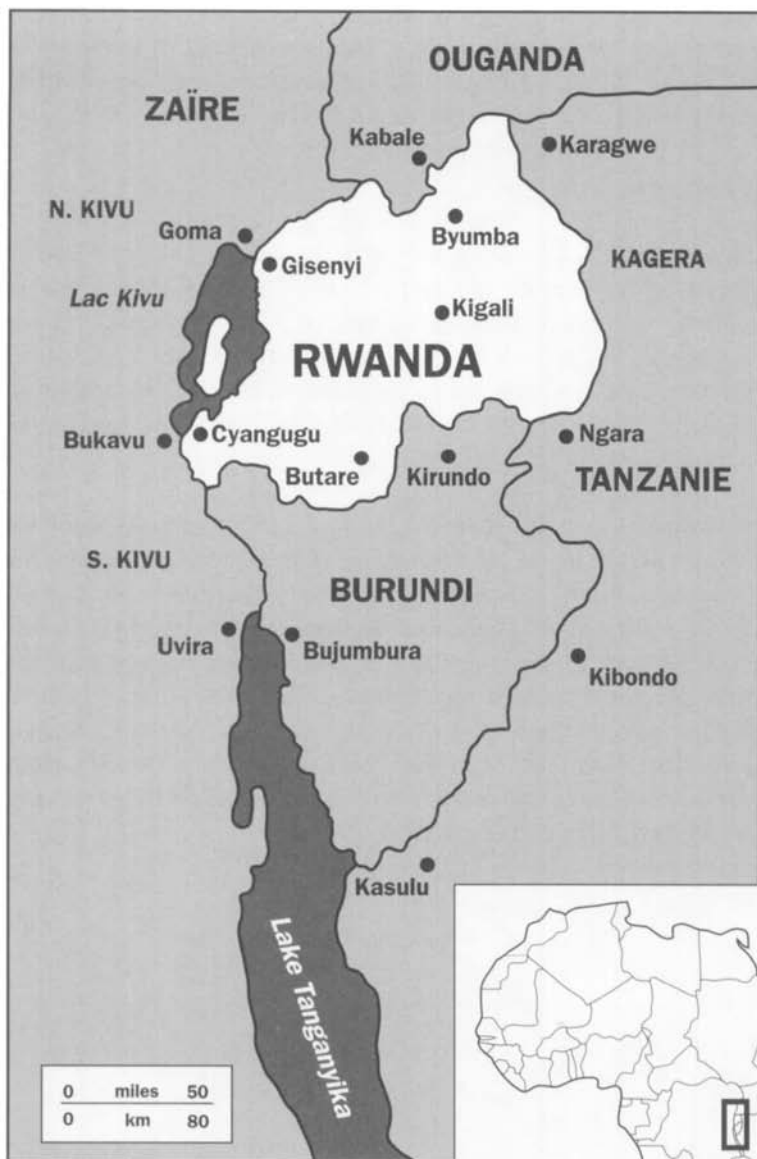 OUGANDA
ZAÏRE
Kabale
Karagwe
N. KIVU
Goma
Byumba
Gisenyi
KAGERA
Lac Kivu
Kigali
RWANDA
Bukavu
Cyangugu
Ngara
Butare
Kirundo
TANZANIE
S. KIVU
BURUNDI
Uvira
Bujumbura
Kibondo
Kasulu
Lake Tanganyika
0 miles 50
0 km 80